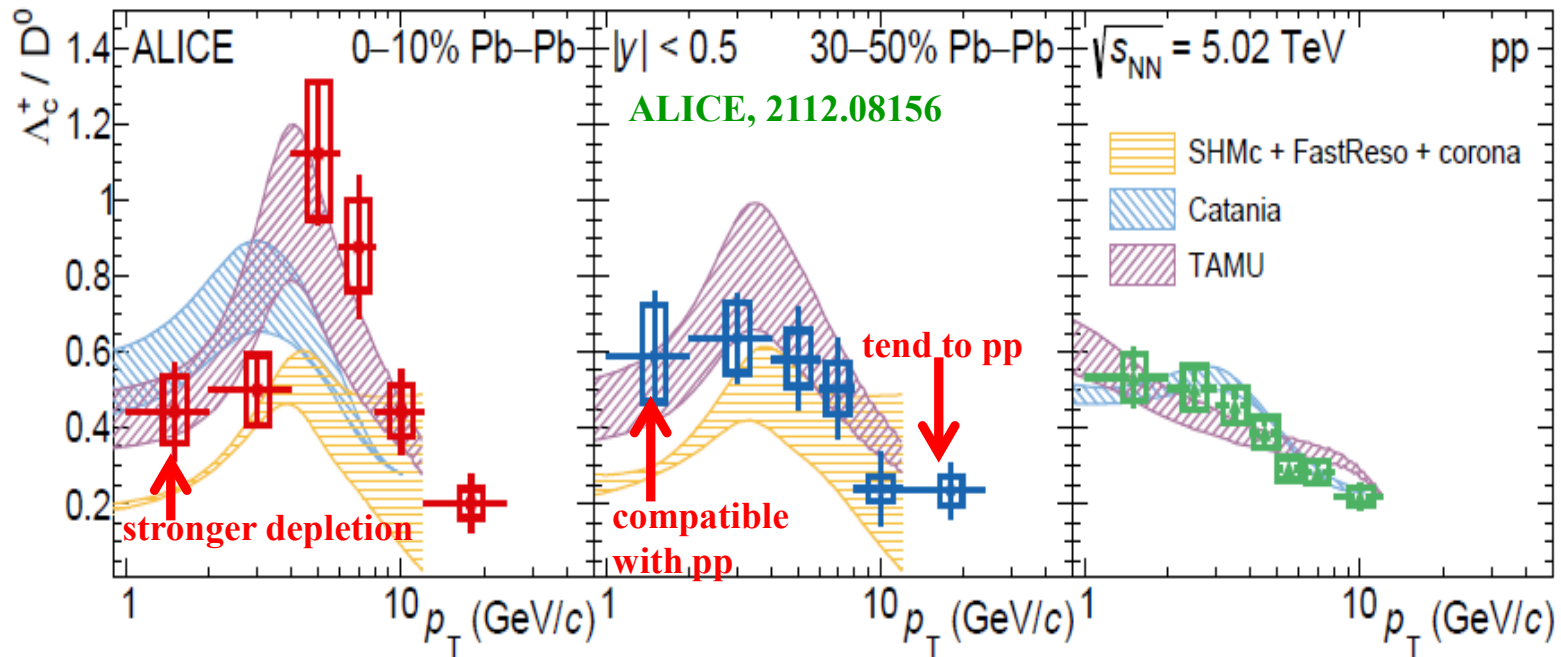 Λc+ / D0
1.4
1.2
1
0.8
0.6
0.4
0.2
ALICE
0–10% Pb–Pb
stronger depletion
1
10
pT (GeV/c)
|y| < 0.5
30–50% Pb–Pb
ALICE, 2112.08156
tend to pp
compatible
with pp
1
10
pT (GeV/c)
√sNN = 5.02 TeV
pp
SHMc + FastReso + corona
Catania
TAMU
1
10
pT (GeV/c)